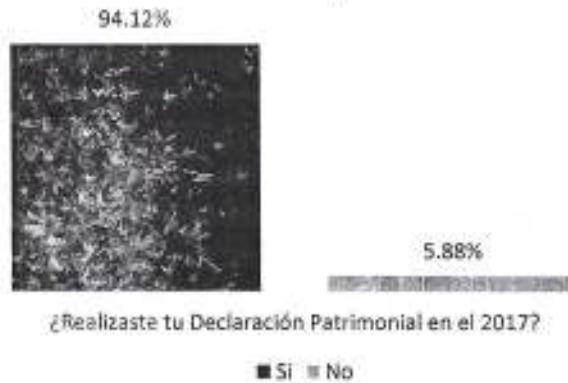 94.12%
5.88%
¿Realizaste tu Declaración Patrimonial en el 2017?
Si No